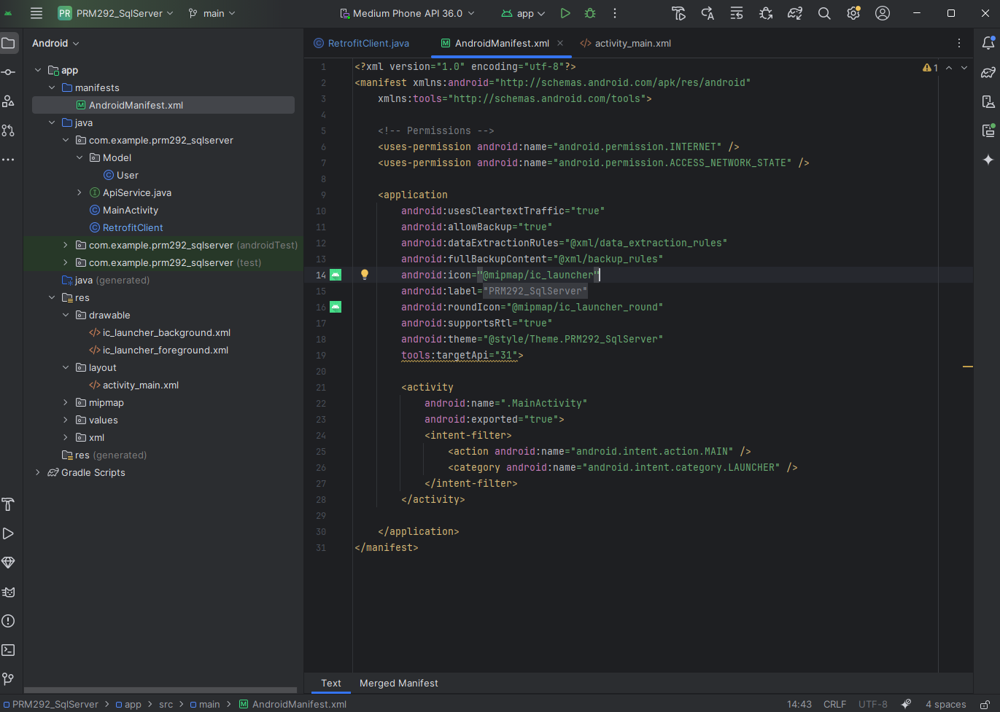 PR PRM292_SqlServer main Medium Phone API 36.0 app
Android
RetrofitClient.java AndroidManifest.xml activity_main.xml
app
manifests
AndroidManifest.xml
java
com.example.prm292_sqlserver
Model
User
ApiService.java
MainActivity
RetrofitClient
com.example.prm292_sqlserver (androidTest)
com.example.prm292_sqlserver (test)
java (generated)
res
drawable
ic_launcher_background.xml
ic_launcher_foreground.xml
layout
activity_main.xml
mipmap
values
xml
res (generated)
Gradle Scripts
1 <?xml version="1.0" encoding="utf-8"?>
2 <manifest xmlns:android="http://schemas.android.com/apk/res/android"
3     xmlns:tools="http://schemas.android.com/tools">
4
5     <!-- Permissions -->
6     <uses-permission android:name="android.permission.INTERNET" />
7     <uses-permission android:name="android.permission.ACCESS_NETWORK_STATE" />
8
9     <application
10         android:usesCleartextTraffic="true"
11         android:allowBackup="true"
12         android:dataExtractionRules="@xml/data_extraction_rules"
13         android:fullBackupContent="@xml/backup_rules"
14         android:icon="@mipmap/ic_launcher"
15         android:label="PRM292_SqlServer"
16         android:roundIcon="@mipmap/ic_launcher_round"
17         android:supportsRtl="true"
18         android:theme="@style/Theme.PRM292_SqlServer"
19         tools:targetApi="31">
20
21         <activity
22             android:name=".MainActivity"
23             android:exported="true">
24             <intent-filter>
25                 <action android:name="android.intent.action.MAIN" />
26                 <category android:name="android.intent.category.LAUNCHER" />
27             </intent-filter>
28         </activity>
29
30     </application>
31 </manifest>
1
Text Merged Manifest
PRM292_SqlServer > app > src > main > AndroidManifest.xml 14:43 CRLF UTF-8 4 spaces